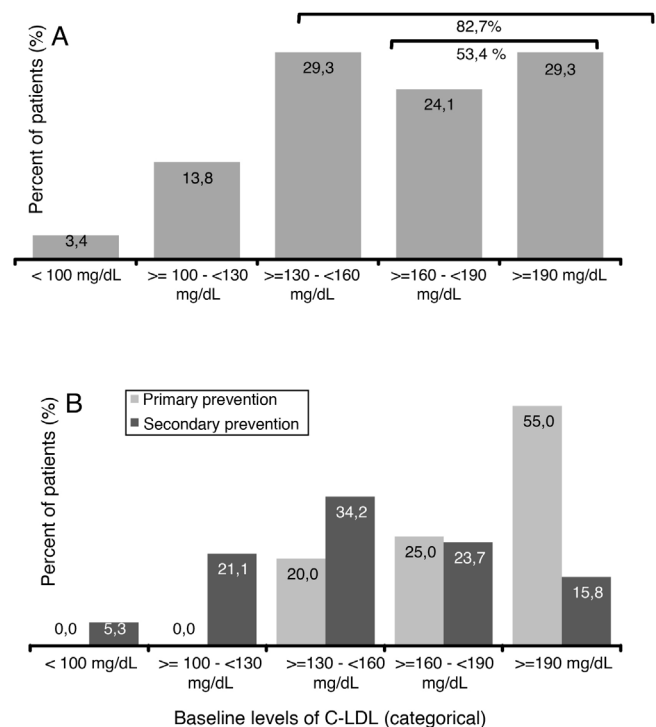 A
Percent of patients (%)
82,7%
53,4 %
3,4
13,8
29,3
24,1
29,3
< 100 mg/dL
>= 100 - <130
mg/dL
>=130 - <160
mg/dL
>=160 - <190
mg/dL
>=190 mg/dL
B
Percent of patients (%)
Primary prevention
Secondary prevention
0,0
5,3
0,0
21,1
20,0
34,2
25,0
23,7
55,0
15,8
< 100 mg/dL
>= 100 - <130
mg/dL
>=130 - <160
mg/dL
>=160 - <190
mg/dL
>=190 mg/dL
Baseline levels of C-LDL (categorical)